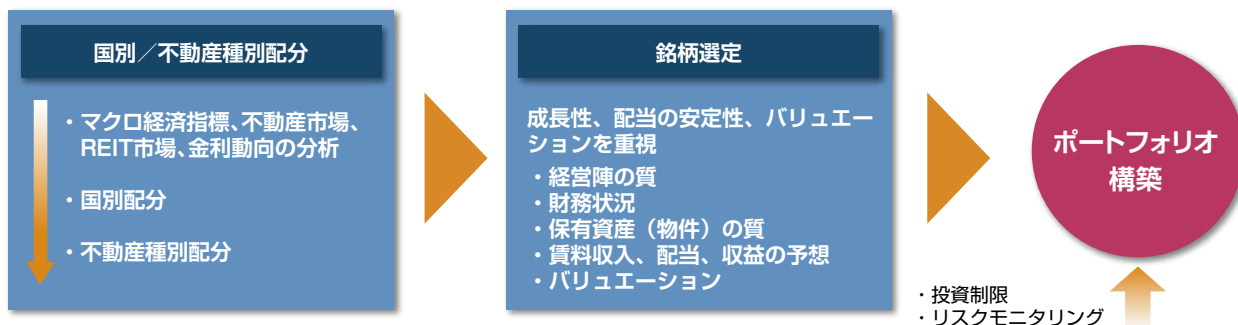 国別／不動産種別配分
・マクロ経済指標、不動産市場、
REIT市場、金利動向の分析
・国別配分
・不動産種別配分
銘柄選定
成長性、配当の安定性、バリュエー
ションを重視
・経営陣の質
・財務状況
・保有資産（物件）の質
・賃料収入、配当、収益の予想
・バリュエーション
ポートフォリオ
構築
・投資制限
・リスクモニタリング